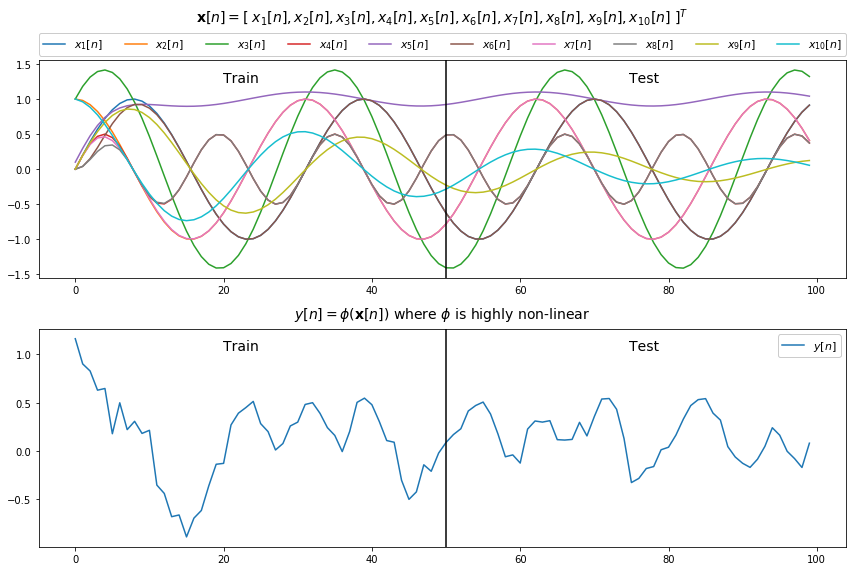 x[n] = [ x₁[n], x₂[n], x₃[n], x₄[n], x₅[n], x₆[n], x₇[n], x₈[n], x₉[n], x₁₀[n] ]ᵀ
x₁[n] x₂[n] x₃[n] x₄[n] x₅[n] x₆[n] x₇[n] x₈[n] x₉[n] x₁₀[n]
Train Test
1.5
1.0
0.5
0.0
−0.5
−1.0
−1.5
0 20 40 60 80 100
y[n] = ϕ(x[n]) where ϕ is highly non-linear
Train Test y[n]
1.0
0.5
0.0
−0.5
0 20 40 60 80 100